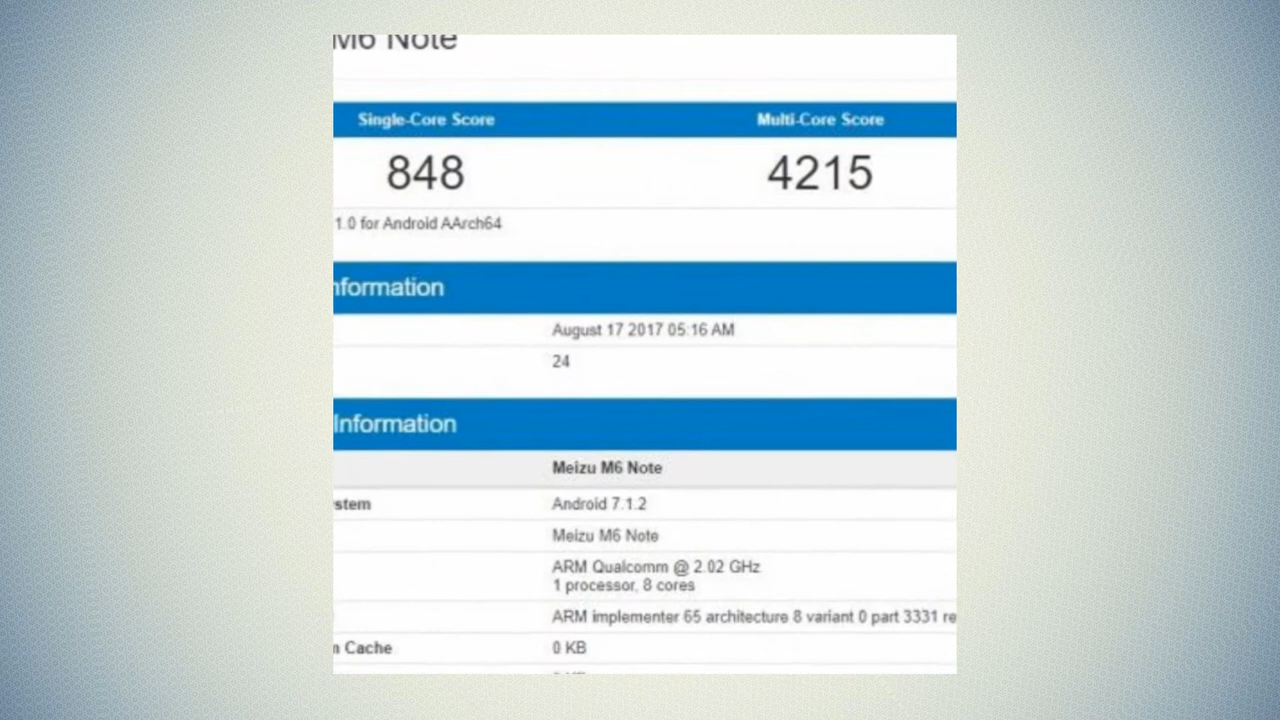 M6 Note
Single-Core Score Multi-Core Score
848 4215
1.0 for Android AArch64
nformation
August 17 2017 05:16 AM
24
Information
Meizu M6 Note
stem Android 7.1.2
Meizu M6 Note
ARM Qualcomm @ 2.02 GHz
1 processor, 8 cores
ARM implementer 65 architecture 8 variant 0 part 3331 re
n Cache 0 KB